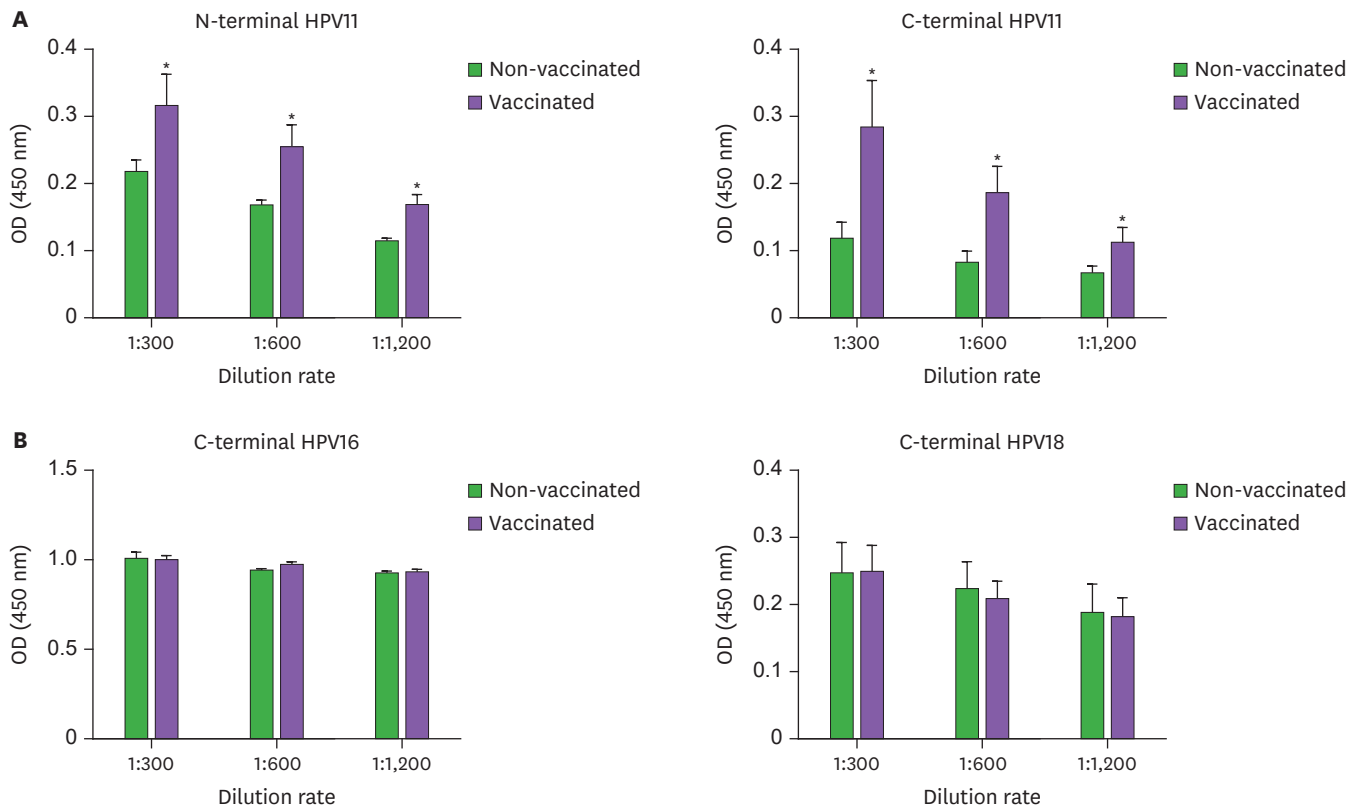 A
N-terminal HPV11
0.4
0.3
0.2
0.1
0
OD (450 nm)
*
*
*
1:300
1:600
1:1,200
Dilution rate
Non-vaccinated
Vaccinated
C-terminal HPV11
0.4
0.3
0.2
0.1
0
OD (450 nm)
*
*
*
1:300
1:600
1:1,200
Dilution rate
Non-vaccinated
Vaccinated
B
C-terminal HPV16
1.5
1.0
0.5
0
OD (450 nm)
1:300
1:600
1:1,200
Dilution rate
Non-vaccinated
Vaccinated
C-terminal HPV18
0.4
0.3
0.2
0.1
0
OD (450 nm)
1:300
1:600
1:1,200
Dilution rate
Non-vaccinated
Vaccinated